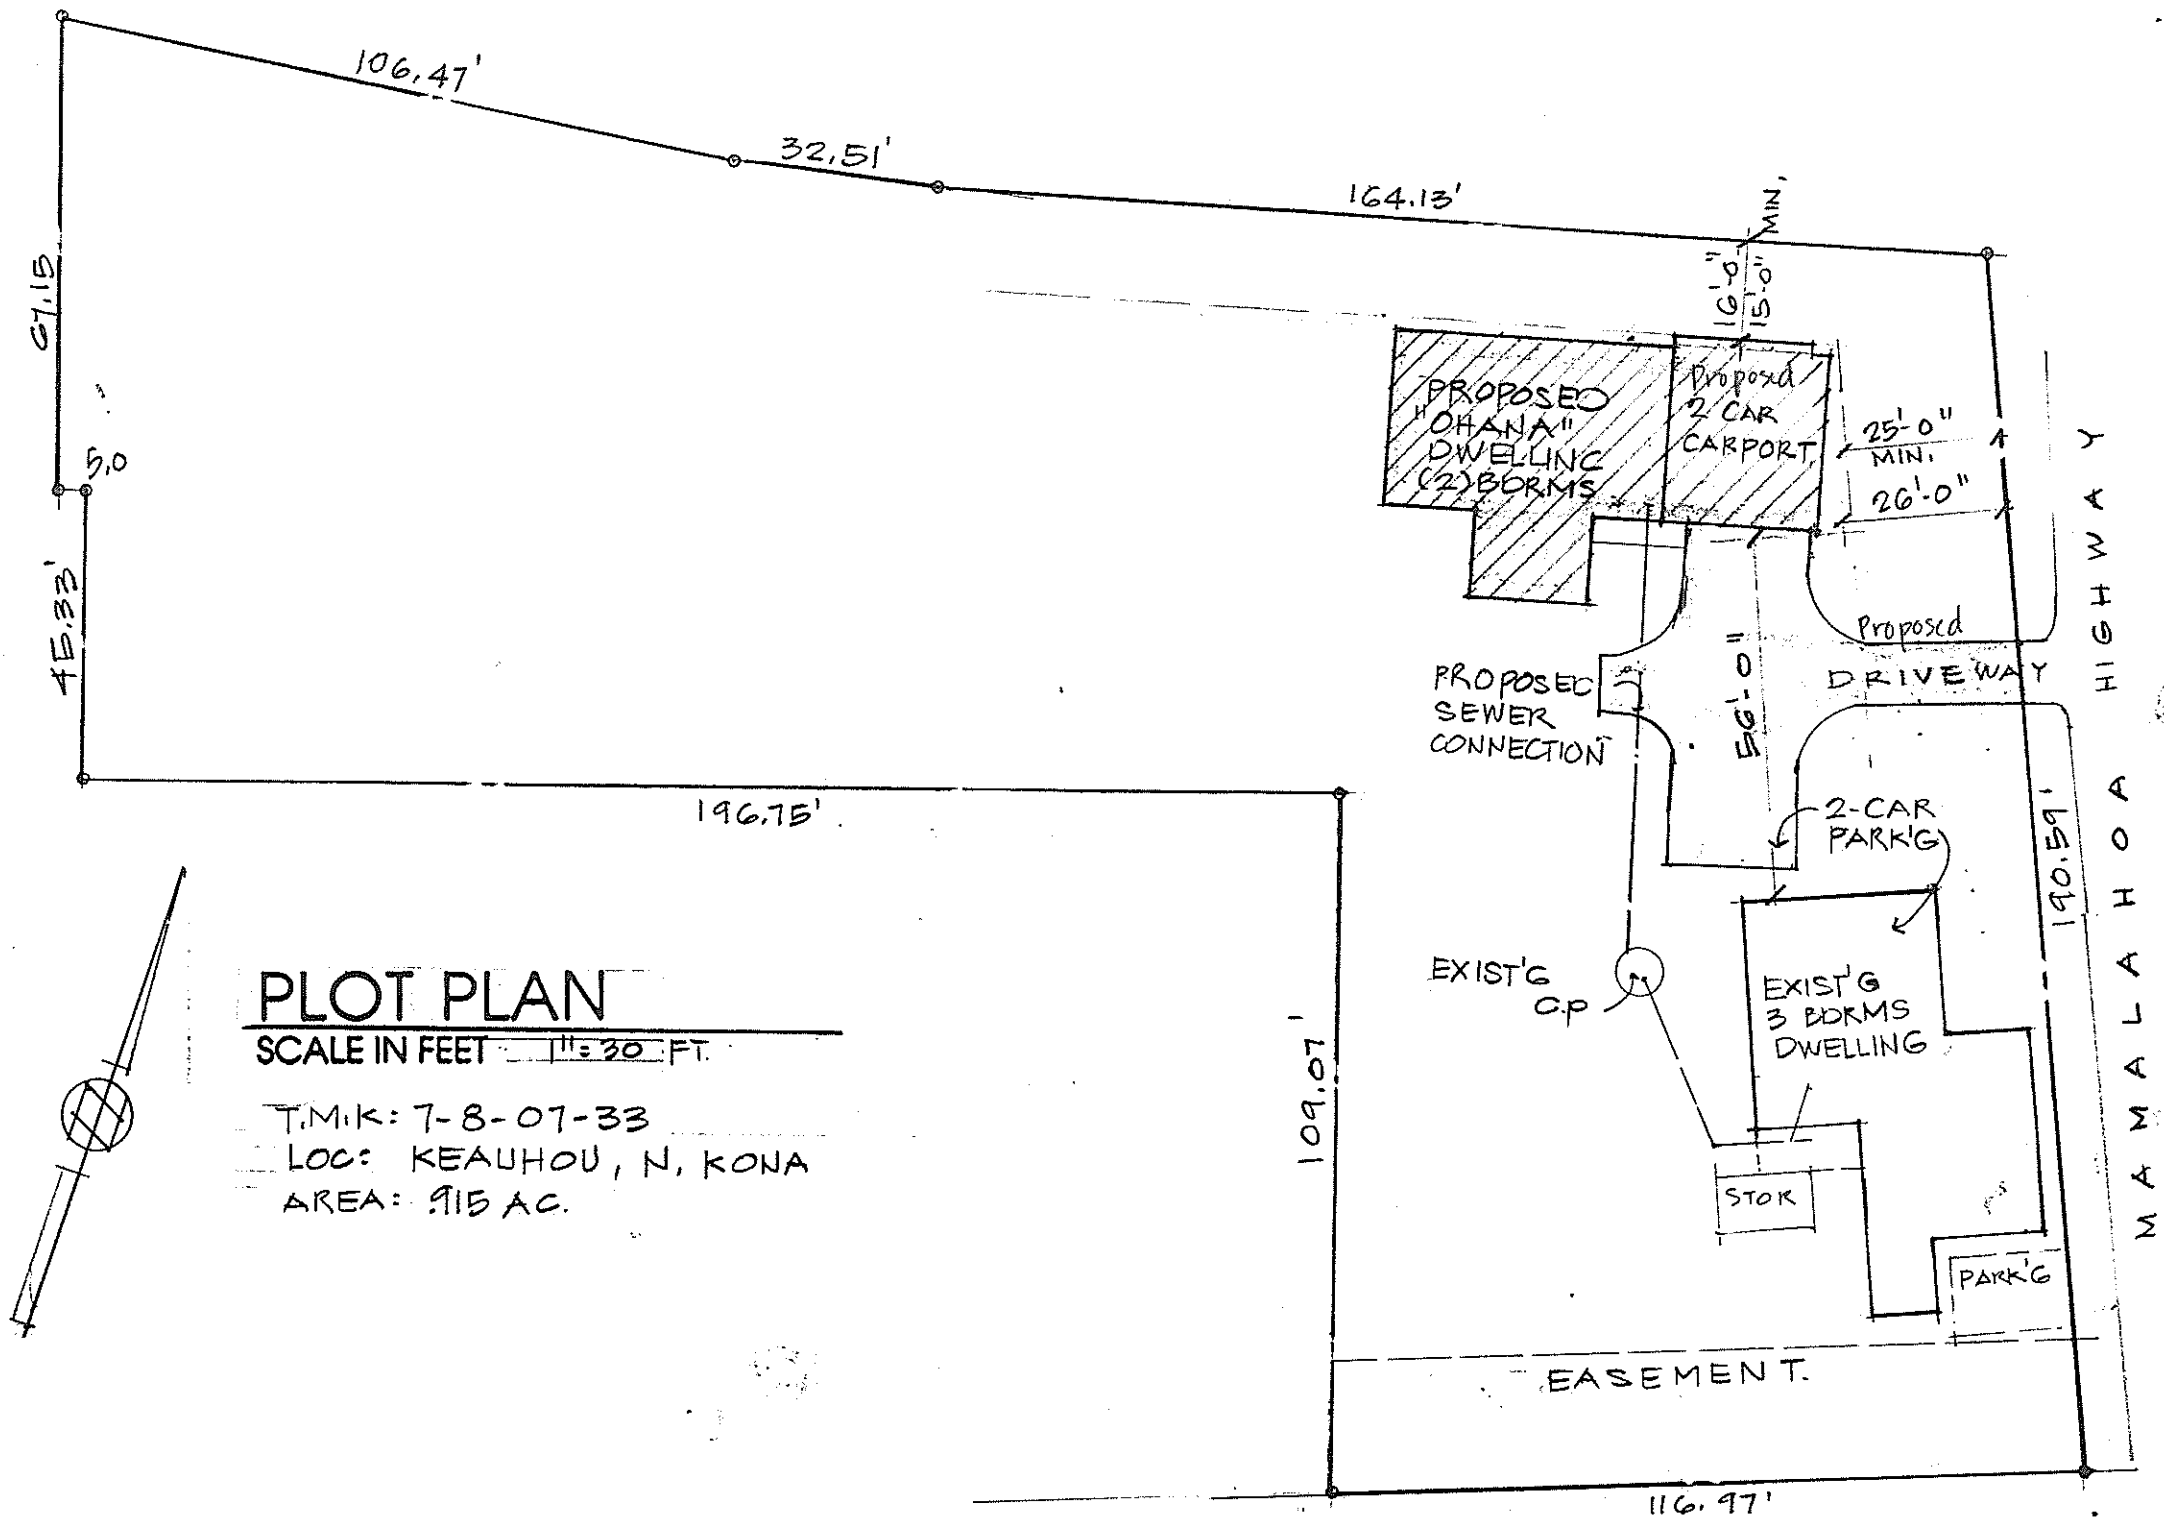 106.47'
32.51'
164.13'
16'-0"
15'-0"
MIN.
5.0
45.33'
PROPOSED
"OHANA"
DWELLING
(2) BDRMS
Proposed
2 CAR
CARPORT
25'-0"
MIN.
26'-0"
Proposed
DRIVEWAY
56'-0"
PROPOSED
SEWER
CONNECTION
2-CAR
PARK'G
190.59'
MAMALAHOA HIGHWAY
196.75'
109.07'
EXIST'G
C.P
EXIST'G
3 BDRMS
DWELLING
STOR
PARK'G
EASEMENT.
116.97'
PLOT PLAN
SCALE IN FEET 1"=30 FT.
T.M.K: 7-8-07-33
LOC: KEAUHOU, N. KONA
AREA: .915 AC.